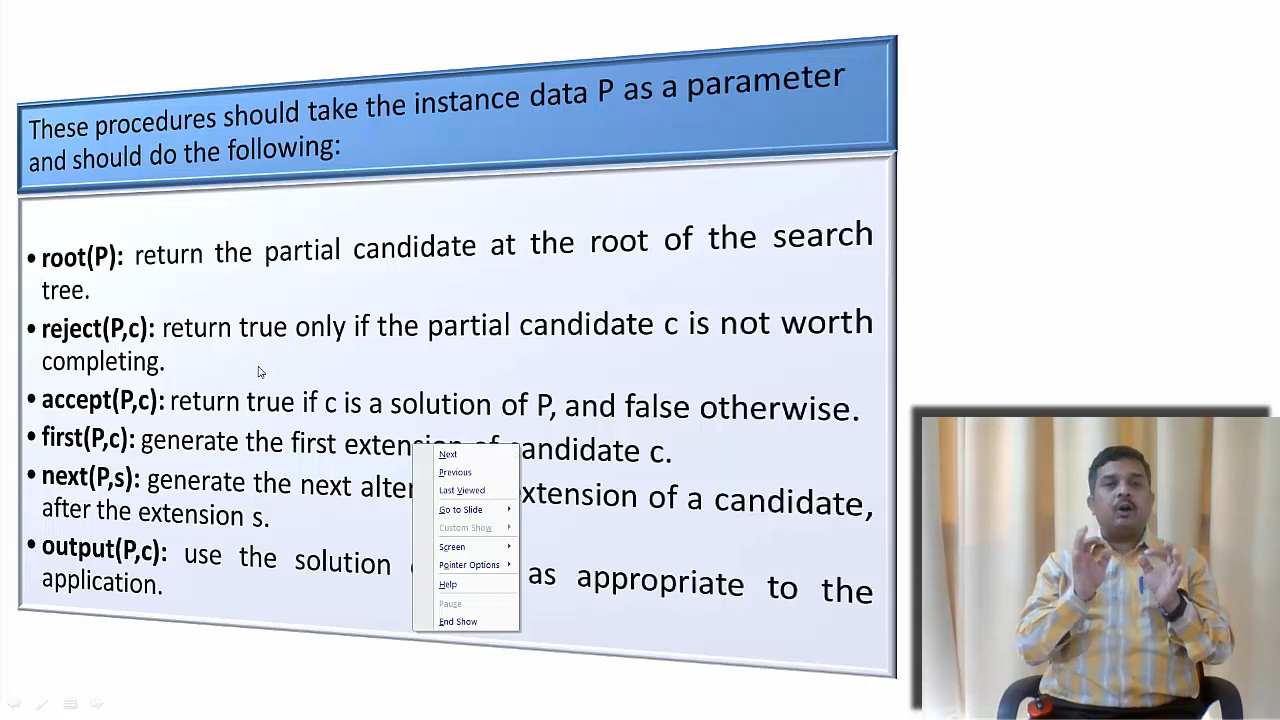 These procedures should take the instance data P as a parameter
and should do the following:
• root(P): return the partial candidate at the root of the search
tree.
• reject(P,c): return true only if the partial candidate c is not worth
completing.
• accept(P,c): return true if c is a solution of P, and false otherwise.
• first(P,c): generate the first extension of candidate c.
• next(P,s): generate the next alter xtension of a candidate,
after the extension s.
• output(P,c): use the solution as appropriate to the
application.
Next
Previous
Last Viewed
Go to Slide
Custom Show
Screen
Pointer Options
Help
Pause
End Show